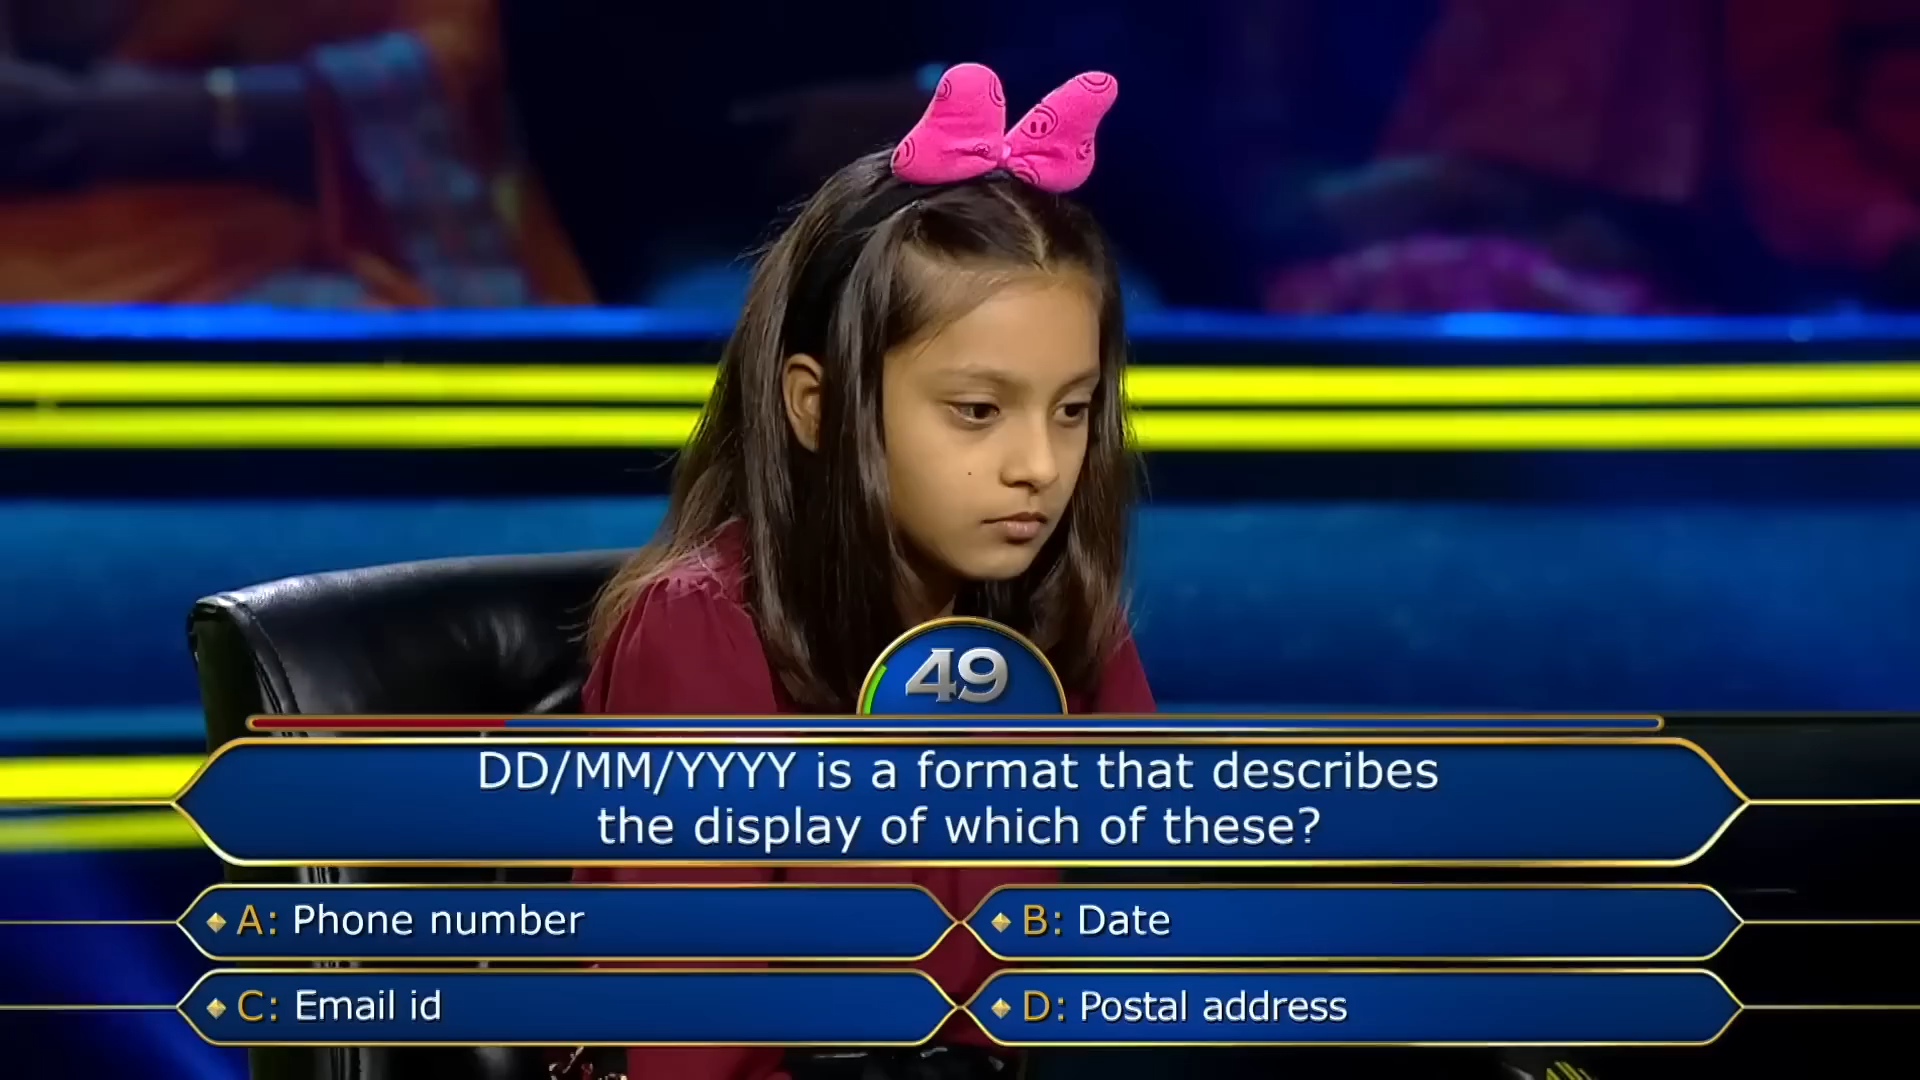 49
DD/MM/YYYY is a format that describes
the display of which of these?
A: Phone number
B: Date
C: Email id
D: Postal address